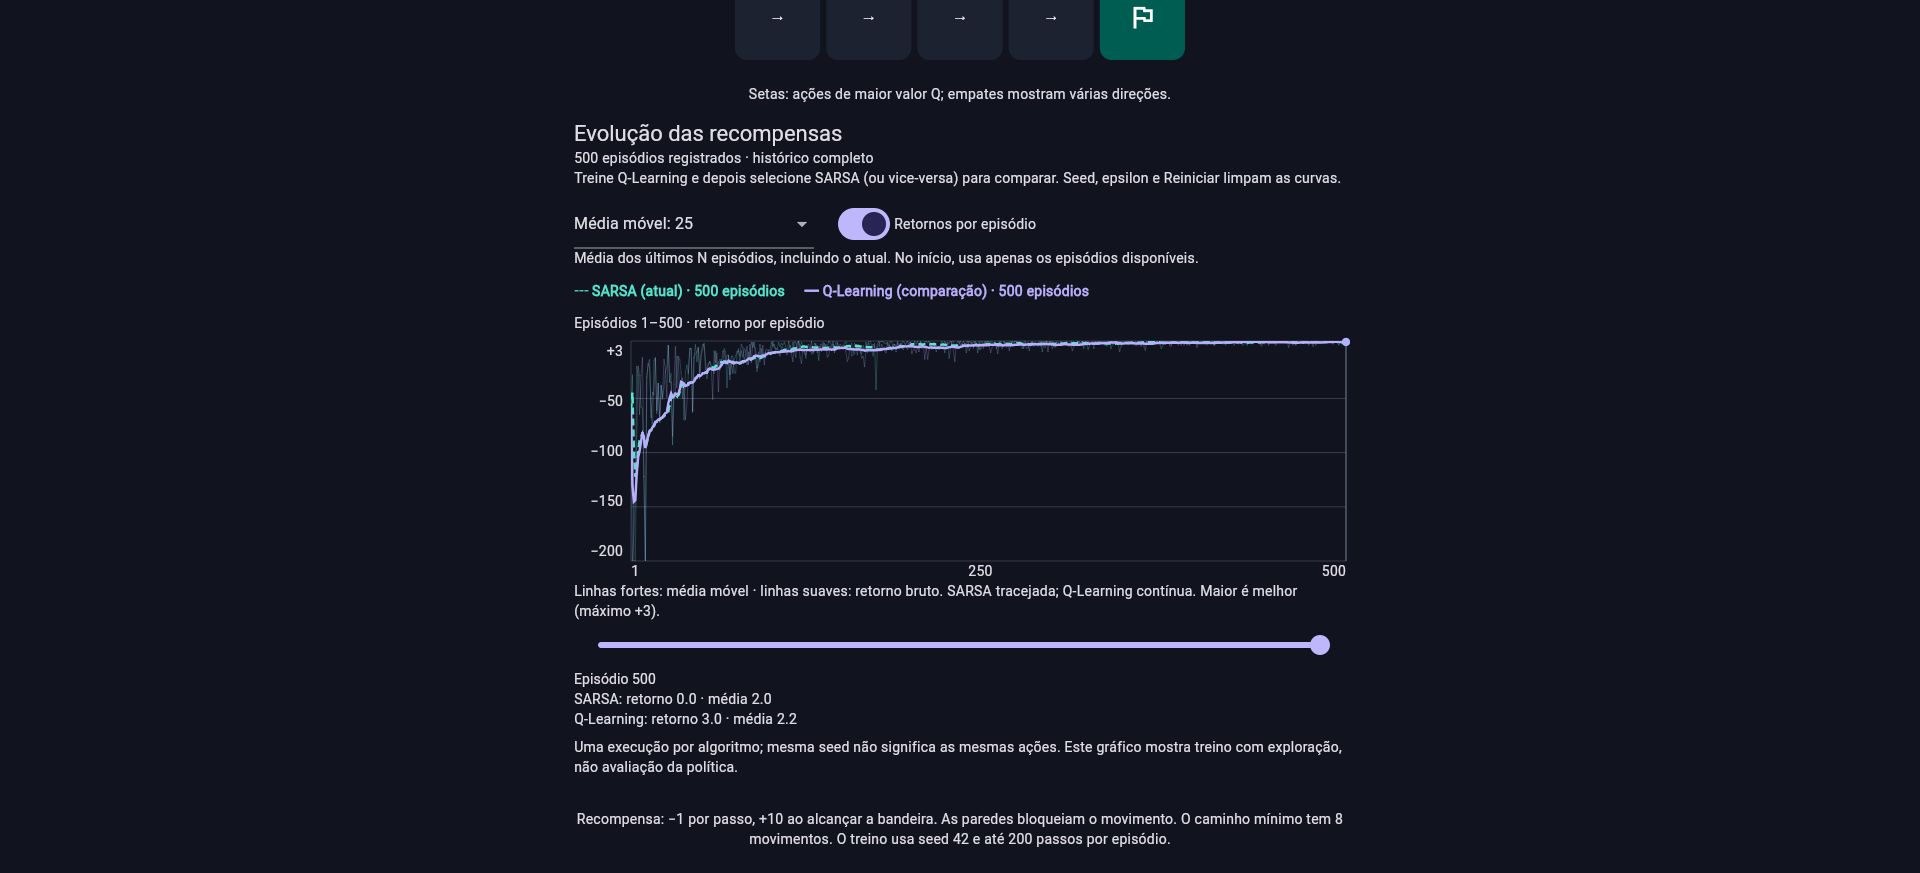 → → → →
Setas: ações de maior valor Q; empates mostram várias direções.
Evolução das recompensas
500 episódios registrados · histórico completo
Treine Q-Learning e depois selecione SARSA (ou vice-versa) para comparar. Seed, epsilon e Reiniciar limpam as curvas.
Média móvel: 25
Retornos por episódio
Média dos últimos N episódios, incluindo o atual. No início, usa apenas os episódios disponíveis.
--- SARSA (atual) · 500 episódios
━━ Q-Learning (comparação) · 500 episódios
Episódios 1–500 · retorno por episódio
+3
−50
−100
−150
−200
1 250 500
Linhas fortes: média móvel · linhas suaves: retorno bruto. SARSA tracejada; Q-Learning contínua. Maior é melhor
(máximo +3).
Episódio 500
SARSA: retorno 0.0 · média 2.0
Q-Learning: retorno 3.0 · média 2.2
Uma execução por algoritmo; mesma seed não significa as mesmas ações. Este gráfico mostra treino com exploração,
não avaliação da política.
Recompensa: −1 por passo, +10 ao alcançar a bandeira. As paredes bloqueiam o movimento. O caminho mínimo tem 8
movimentos. O treino usa seed 42 e até 200 passos por episódio.